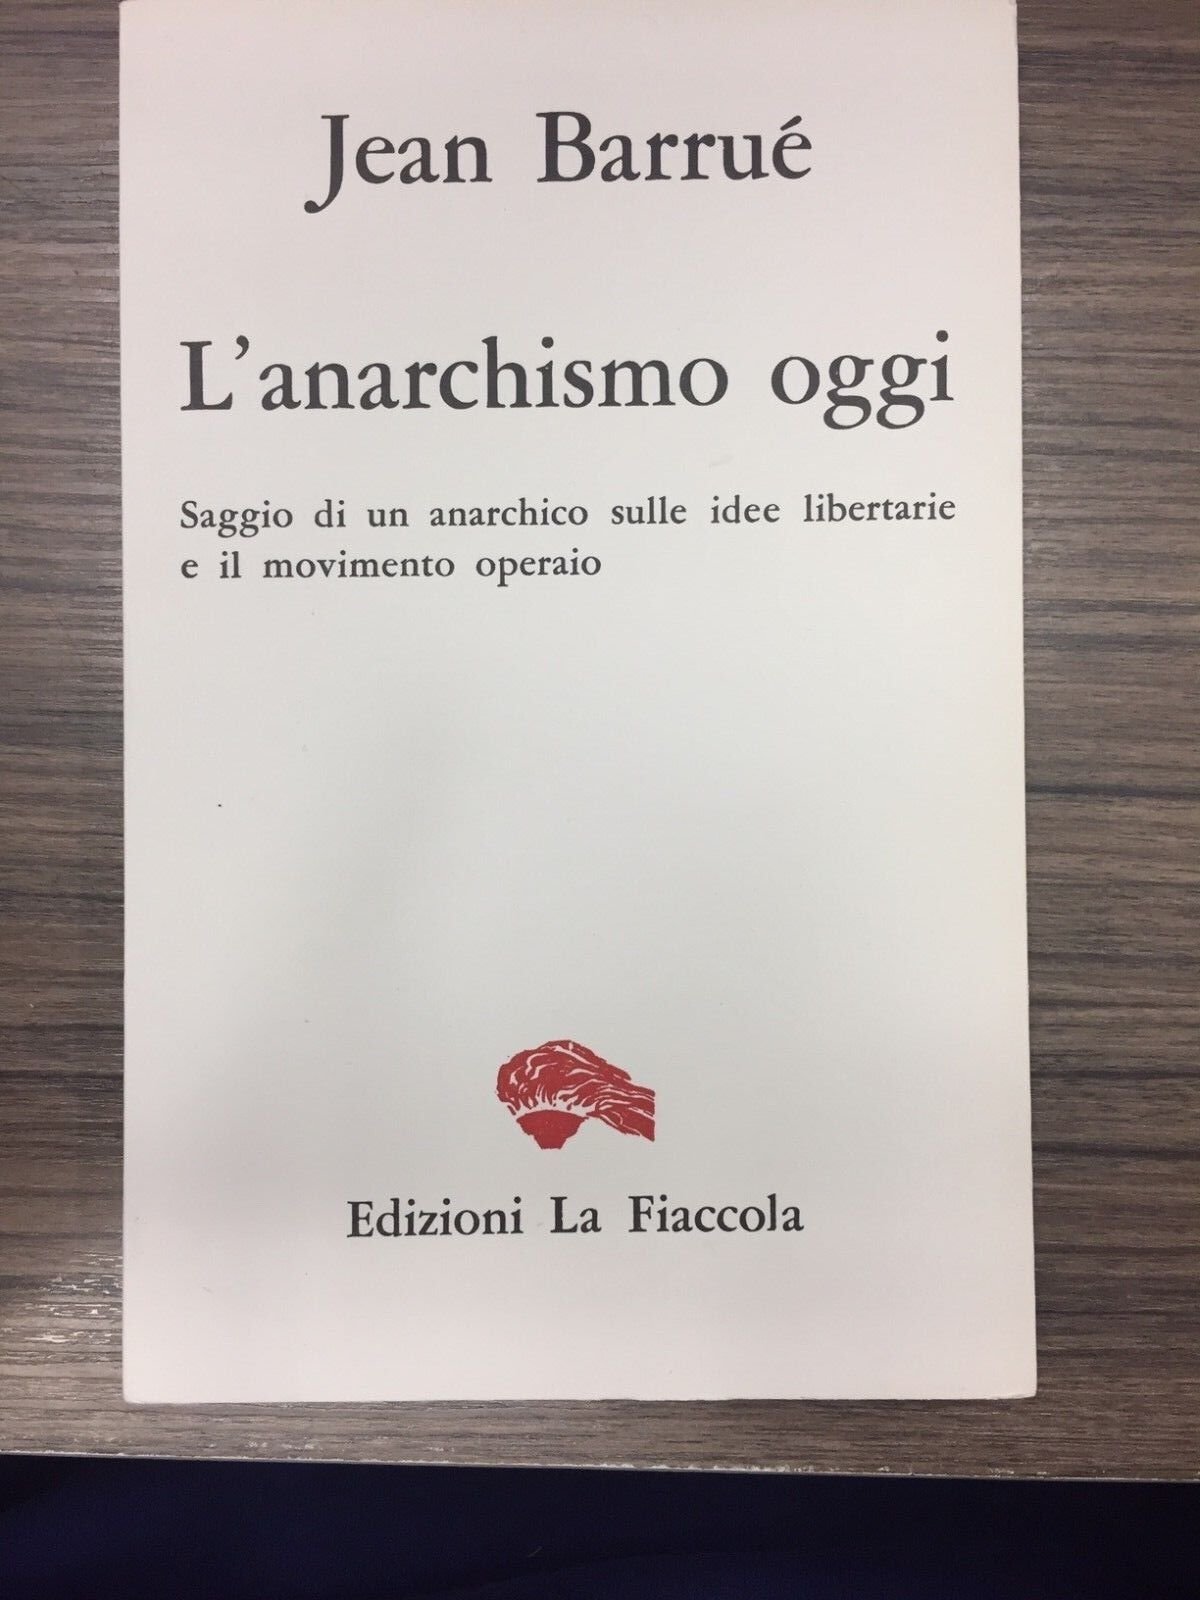 Jean Barrué
L'anarchismo oggi
Saggio di un anarchico sulle idee libertarie
e il movimento operaio
Edizioni La Fiaccola